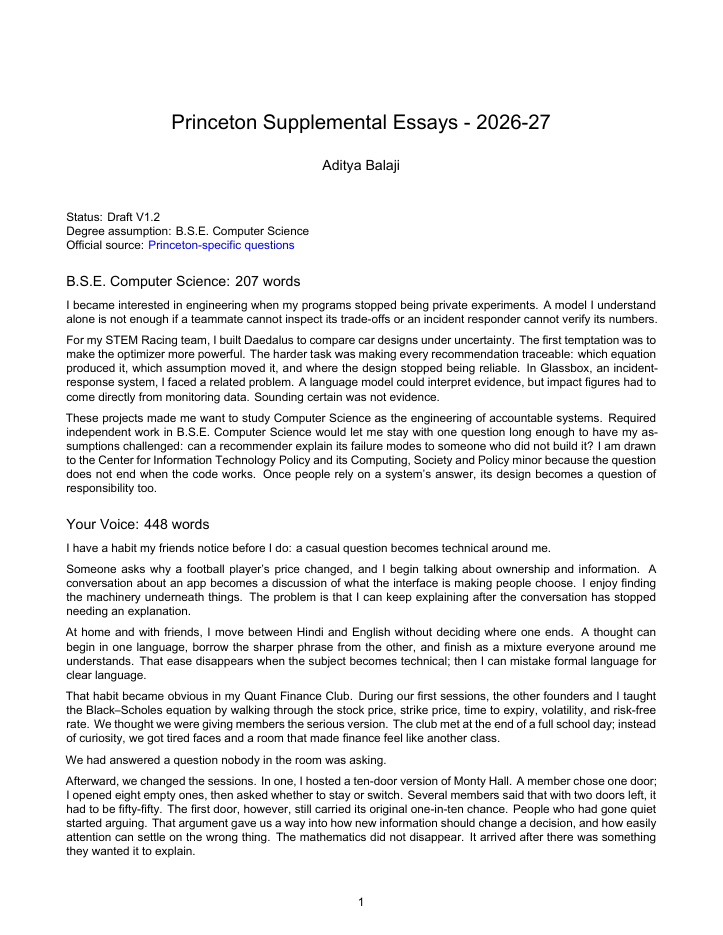 Princeton Supplemental Essays - 2026-27
Aditya Balaji
Status: Draft V1.2
Degree assumption: B.S.E. Computer Science
Official source: Princeton-specific questions
B.S.E. Computer Science: 207 words
I became interested in engineering when my programs stopped being private experiments. A model I understand
alone is not enough if a teammate cannot inspect its trade-offs or an incident responder cannot verify its numbers.
For my STEM Racing team, I built Daedalus to compare car designs under uncertainty. The first temptation was to
make the optimizer more powerful. The harder task was making every recommendation traceable: which equation
produced it, which assumption moved it, and where the design stopped being reliable. In Glassbox, an incident-
response system, I faced a related problem. A language model could interpret evidence, but impact figures had to
come directly from monitoring data. Sounding certain was not evidence.
These projects made me want to study Computer Science as the engineering of accountable systems. Required
independent work in B.S.E. Computer Science would let me stay with one question long enough to have my as-
sumptions challenged: can a recommender explain its failure modes to someone who did not build it? I am drawn
to the Center for Information Technology Policy and its Computing, Society and Policy minor because the question
does not end when the code works. Once people rely on a system's answer, its design becomes a question of
responsibility too.
Your Voice: 448 words
I have a habit my friends notice before I do: a casual question becomes technical around me.
Someone asks why a football player's price changed, and I begin talking about ownership and information. A
conversation about an app becomes a discussion of what the interface is making people choose. I enjoy finding
the machinery underneath things. The problem is that I can keep explaining after the conversation has stopped
needing an explanation.
At home and with friends, I move between Hindi and English without deciding where one ends. A thought can
begin in one language, borrow the sharper phrase from the other, and finish as a mixture everyone around me
understands. That ease disappears when the subject becomes technical; then I can mistake formal language for
clear language.
That habit became obvious in my Quant Finance Club. During our first sessions, the other founders and I taught
the Black–Scholes equation by walking through the stock price, strike price, time to expiry, volatility, and risk-free
rate. We thought we were giving members the serious version. The club met at the end of a full school day; instead
of curiosity, we got tired faces and a room that made finance feel like another class.
We had answered a question nobody in the room was asking.
Afterward, we changed the sessions. In one, I hosted a ten-door version of Monty Hall. A member chose one door;
I opened eight empty ones, then asked whether to stay or switch. Several members said that with two doors left, it
had to be fifty-fifty. The first door, however, still carried its original one-in-ten chance. People who had gone quiet
started arguing. That argument gave us a way into how new information should change a decision, and how easily
attention can settle on the wrong thing. The mathematics did not disappear. It arrived after there was something
they wanted it to explain.
1